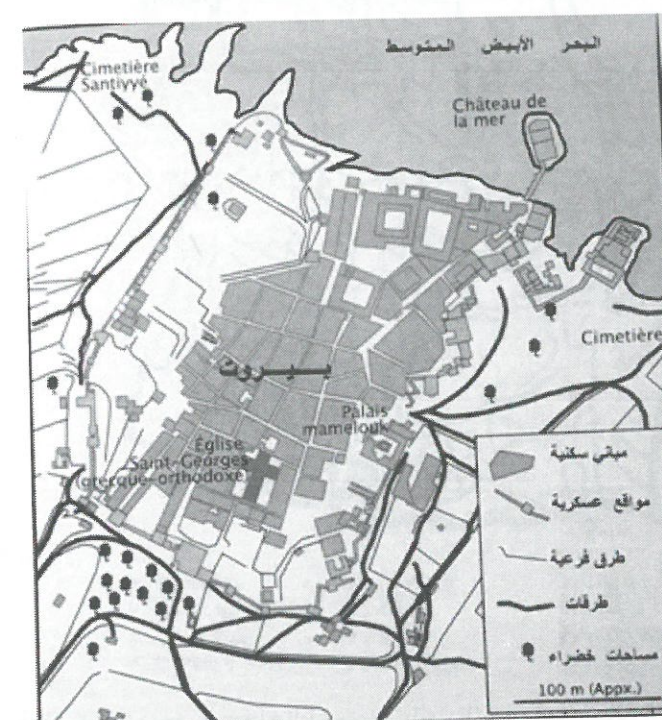 البحر الأبيض المتوسط
Cimetière
Santiyyé
Château de
la mer
Cimetière
بيروت
Palais
mamelouk
Église
Saint-Georges
(grecque-orthodoxe)
مباني سكنية
مواقع عسكرية
طرق فرعية
طرقات
مساحات خضراء
100 m (Appx.)